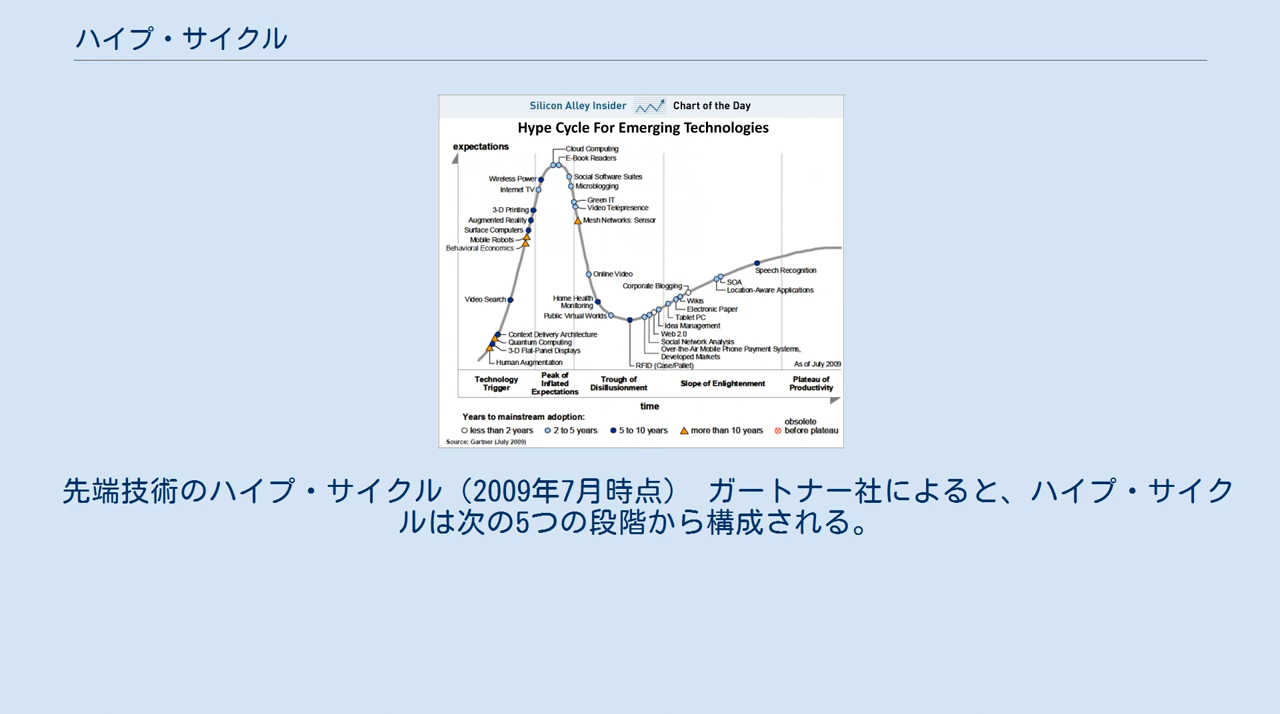 ハイプ・サイクル
Silicon Alley Insider Chart of the Day
Hype Cycle For Emerging Technologies
expectations
Cloud Computing
E-Book Readers
Wireless Power
Social Software Suites
Internet TV
Microblogging
Green IT
3-D Printing
Video Telepresence
Augmented Reality
Mesh Networks: Sensor
Surface Computers
Mobile Robots
Behavioral Economics
Online Video
Speech Recognition
SOA
Corporate Blogging
Location-Aware Applications
Video Search
Home Health
Monitoring
Wikis
Electronic Paper
Public Virtual Worlds
Tablet PC
Idea Management
Context Delivery Architecture
Web 2.0
Quantum Computing
Social Network Analysis
3-D Flat-Panel Displays
Over-the-Air Mobile Phone Payment Systems,
Developed Markets
Human Augmentation
RFID (Case/Pallet)
As of July 2009
Technology
Trigger
Peak of
Inflated
Expectations
Trough of
Disillusionment
Slope of Enlightenment
Plateau of
Productivity
time
Years to mainstream adoption:
less than 2 years 2 to 5 years 5 to 10 years more than 10 years
obsolete
before plateau
Source: Gartner (July 2009)
先端技術のハイプ・サイクル（2009年7月時点） ガートナー社によると、ハイプ・サイク
ルは次の5つの段階から構成される。